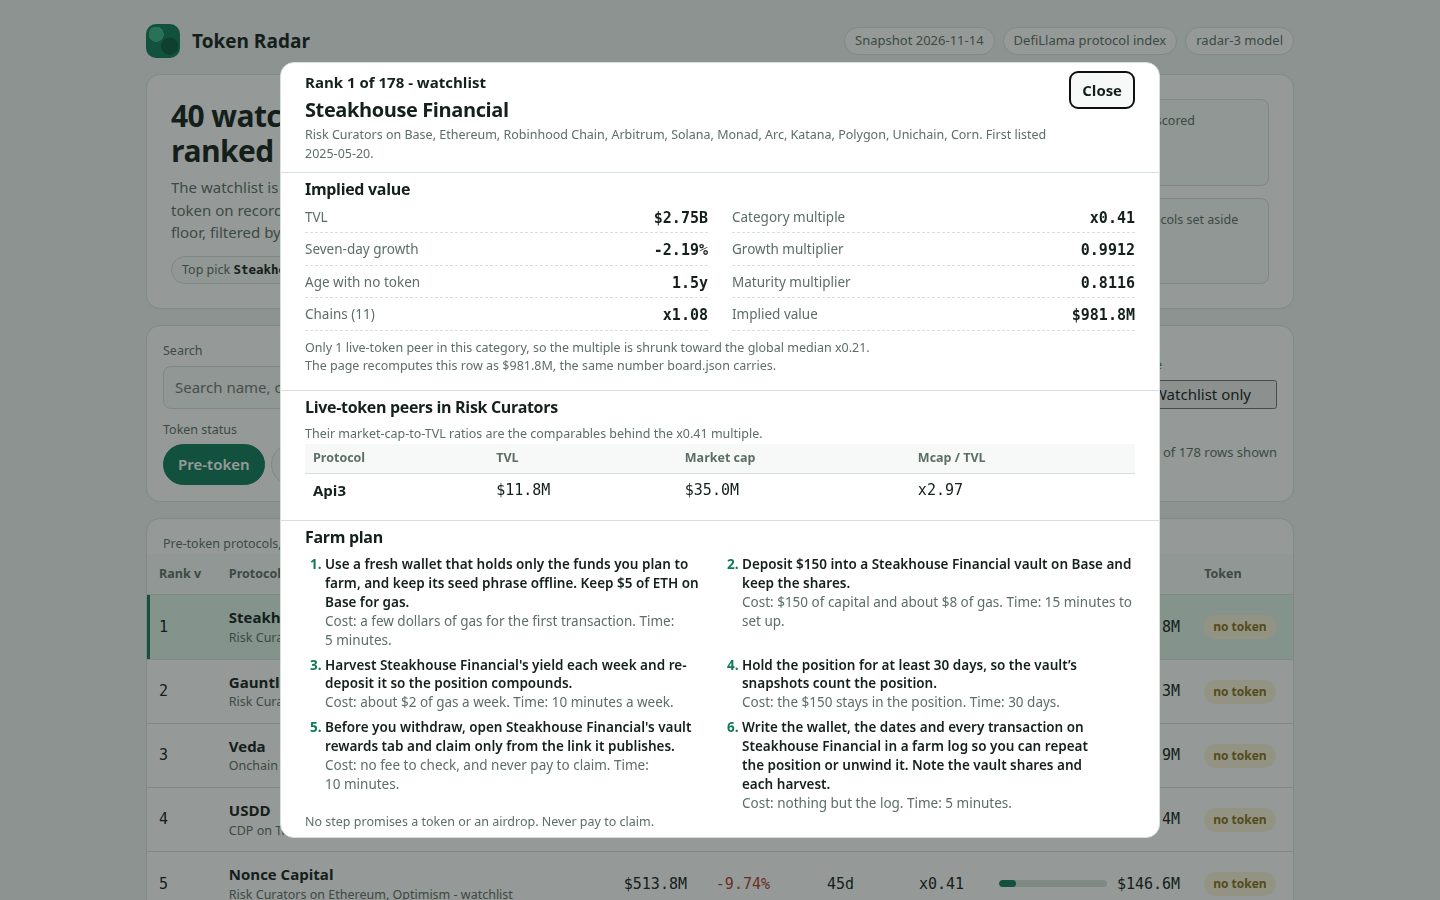 Token Radar
Snapshot 2026-11-14
DefiLlama protocol index
radar-3 model
40 watc
ranked
The watchlist is
token on record
floor, filtered by
Top pick Steakh
scored
cols set aside
Rank 1 of 178 - watchlist
Steakhouse Financial
Risk Curators on Base, Ethereum, Robinhood Chain, Arbitrum, Solana, Monad, Arc, Katana, Polygon, Unichain, Corn. First listed
2025-05-20.
Close
Implied value
TVL $2.75B
Category multiple x0.41
Seven-day growth -2.19%
Growth multiplier 0.9912
Age with no token 1.5y
Maturity multiplier 0.8116
Chains (11) x1.08
Implied value $981.8M
Only 1 live-token peer in this category, so the multiple is shrunk toward the global median x0.21.
The page recomputes this row as $981.8M, the same number board.json carries.
Live-token peers in Risk Curators
Their market-cap-to-TVL ratios are the comparables behind the x0.41 multiple.
Protocol TVL Market cap Mcap / TVL
Api3 $11.8M $35.0M x2.97
Farm plan
1. Use a fresh wallet that holds only the funds you plan to
farm, and keep its seed phrase offline. Keep $5 of ETH on
Base for gas.
Cost: a few dollars of gas for the first transaction. Time:
5 minutes.
2. Deposit $150 into a Steakhouse Financial vault on Base and
keep the shares.
Cost: $150 of capital and about $8 of gas. Time: 15 minutes to
set up.
3. Harvest Steakhouse Financial's yield each week and re-
deposit it so the position compounds.
Cost: about $2 of gas a week. Time: 10 minutes a week.
4. Hold the position for at least 30 days, so the vault’s
snapshots count the position.
Cost: the $150 stays in the position. Time: 30 days.
5. Before you withdraw, open Steakhouse Financial's vault
rewards tab and claim only from the link it publishes.
Cost: no fee to check, and never pay to claim. Time:
10 minutes.
6. Write the wallet, the dates and every transaction on
Steakhouse Financial in a farm log so you can repeat
the position or unwind it. Note the vault shares and
each harvest.
Cost: nothing but the log. Time: 5 minutes.
No step promises a token or an airdrop. Never pay to claim.
Search
Search name, c
Token status
Pre-token
Watchlist only
of 178 rows shown
Pre-token protocols,
Rank v Protocol Token
1 Steakh 8M no token
Risk Cura
2 Gauntl 3M no token
Risk Cura
3 Veda 9M no token
Onchain
4 USDD 4M no token
CDP on T
5 Nonce Capital $513.8M -9.74% 45d x0.41 $146.6M no token
Risk Curators on Ethereum, Optimism - watchlist